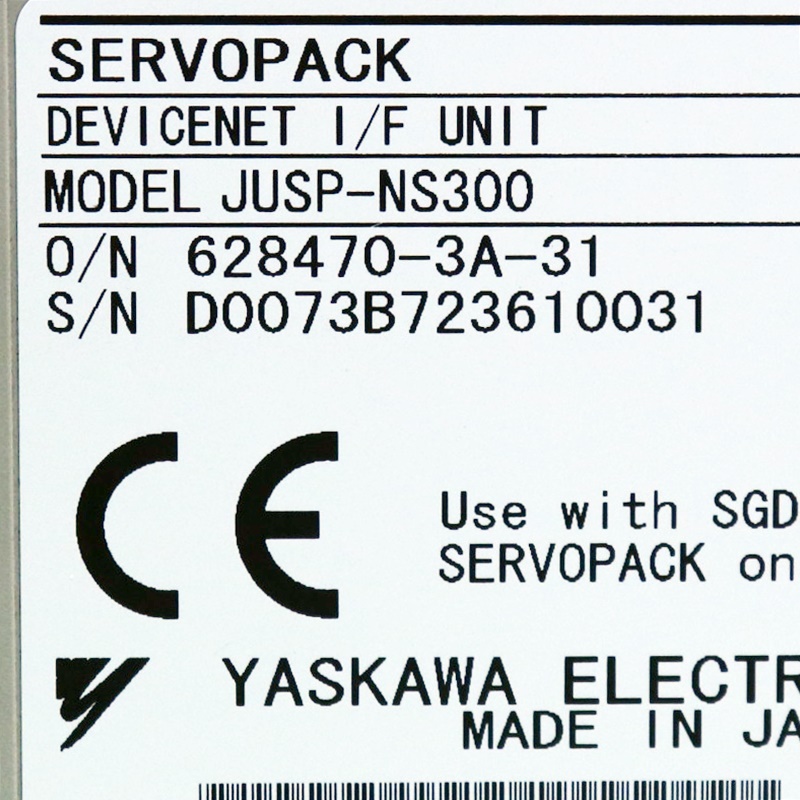 SERVOPACK
DEVICENET I/F UNIT
MODEL JUSP-NS300
O/N 628470-3A-31
S/N D0073B723610031
CE
Use with SGD
SERVOPACK on
YASKAWA ELECTR
MADE IN JA